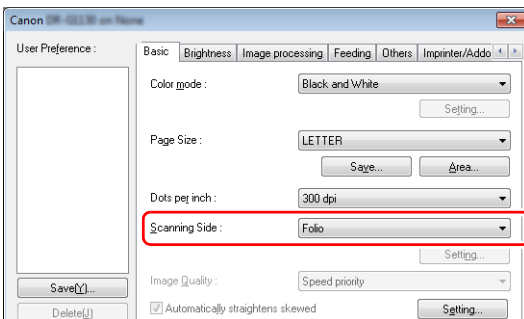 Canon
User Preference :
Basic Brightness Image processing Feeding Others Imprinter/Addo
Color mode : Black and White
Setting...
Page Size : LETTER
Save... Area...
Dots per inch : 300 dpi
Scanning Side : Folio
Setting...
Image Quality : Speed priority
Save(Y)...
Automatically straightens skewed Setting...
Delete(J)